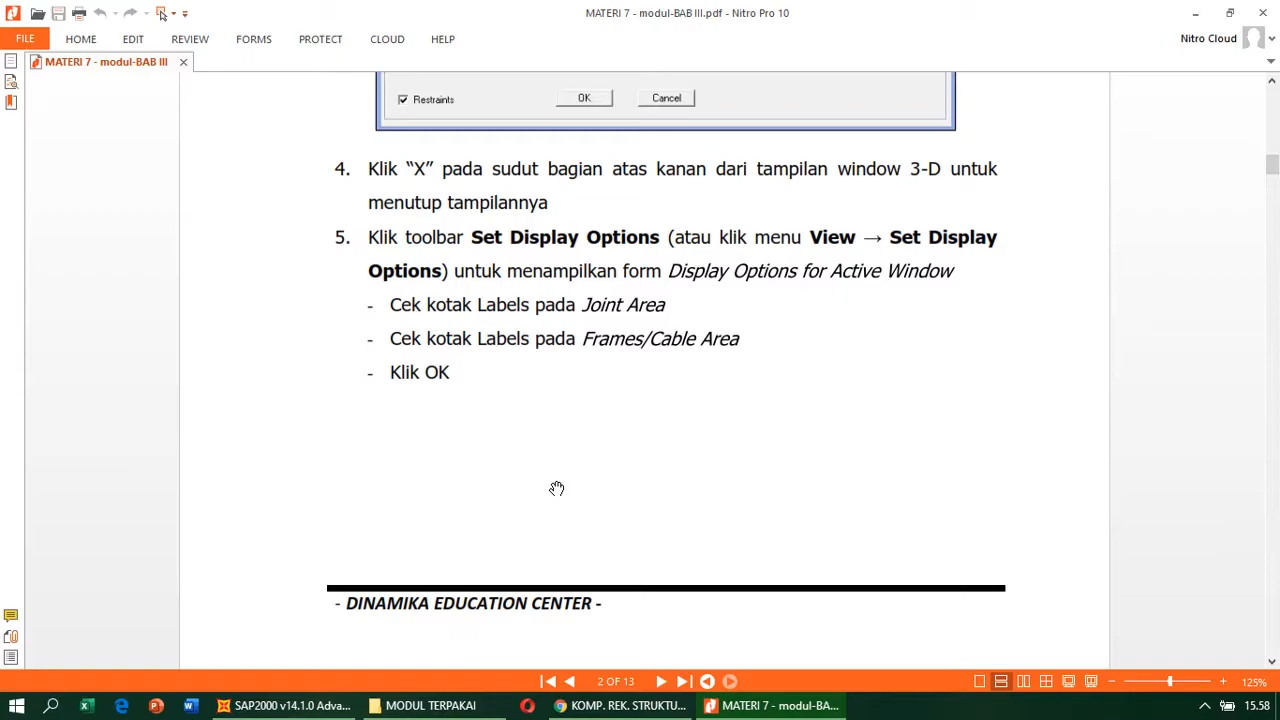 MATERI 7 - modul-BAB III.pdf - Nitro Pro 10
FILE
HOME
EDIT
REVIEW
FORMS
PROTECT
CLOUD
HELP
Nitro Cloud
MATERI 7 - modul-BAB III
Restraints
OK
Cancel
4. Klik “X” pada sudut bagian atas kanan dari tampilan window 3-D untuk
menutup tampilannya
5. Klik toolbar Set Display Options (atau klik menu View → Set Display
Options) untuk menampilkan form Display Options for Active Window
- Cek kotak Labels pada Joint Area
- Cek kotak Labels pada Frames/Cable Area
- Klik OK
- DINAMIKA EDUCATION CENTER -
2 OF 13
125%
SAP2000 v14.1.0 Adva...
MODUL TERPAKAI
KOMP. REK. STRUKTU...
MATERI 7 - modul-BA...
15.58